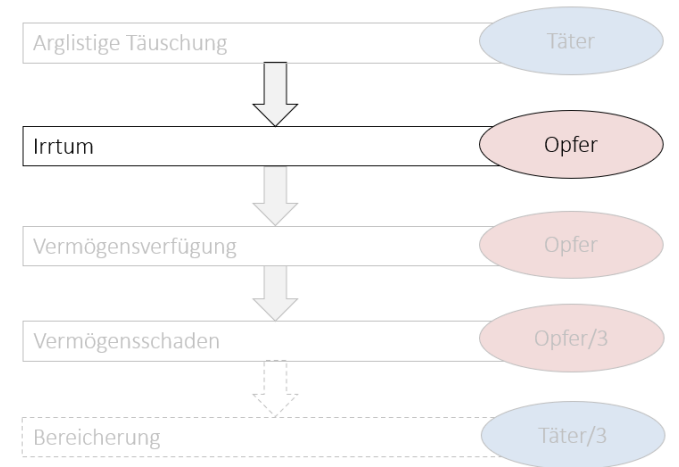 Arglistige Täuschung Täter
Irrtum Opfer
Vermögensverfügung Opfer
Vermögensschaden Opfer/3
Bereicherung Täter/3